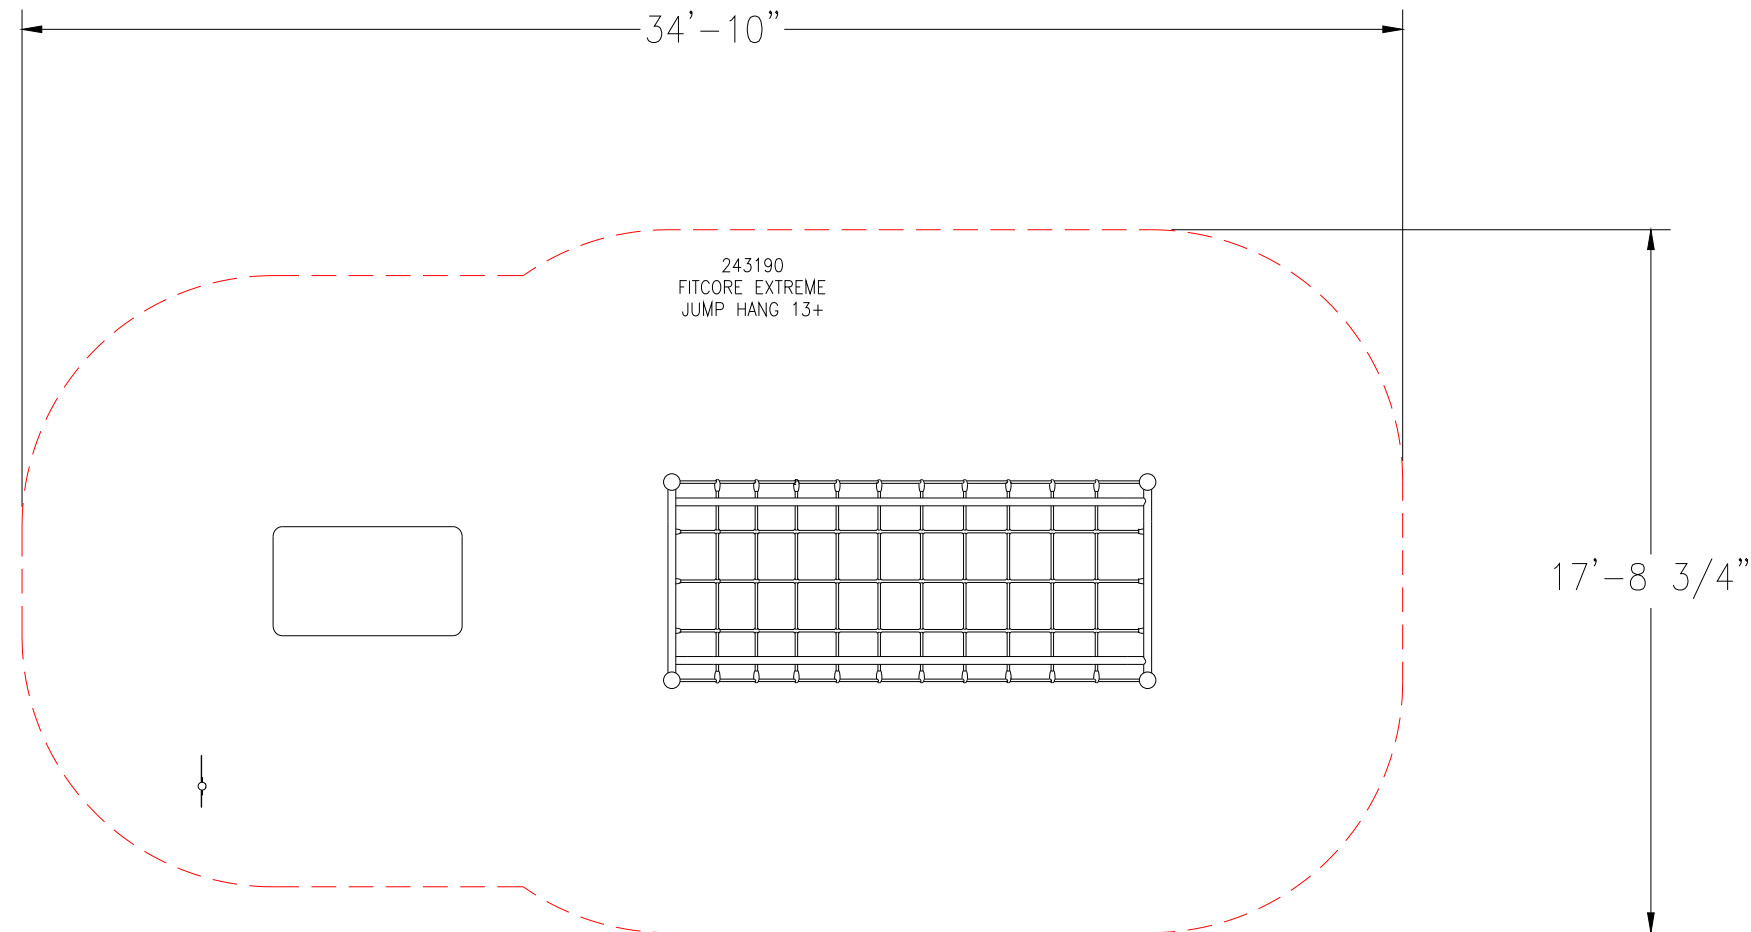 34'-10"
243190
FITCORE EXTREME
JUMP HANG 13+
17'-8 3/4"